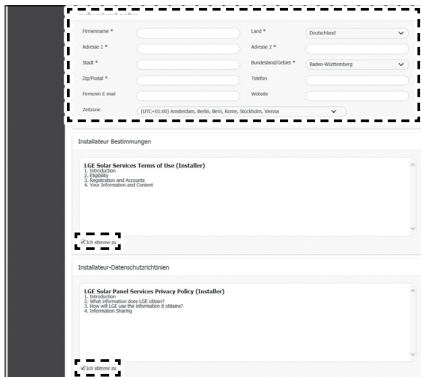 Firmenname * Land * Deutschland
Adresse 1 * Adresse 2 *
Stadt * Bundesland/Gebiet * Baden-Württemberg
Zip/Postal * Telefon
Firmenn E-mail Website
Zeitzone (UTC+01:00) Amsterdam, Berlin, Bern, Rome, Stockholm, Vienna
Installateur Bestimmungen
LGE Solar Services Terms of Use (Installer)
1. Introduction
2. Eligibility
3. Registration and Accounts
4. Your Information and Content
Ich stimme zu
Installateur-Datenschutzrichtlinien
LGE Solar Panel Services Privacy Policy (Installer)
1. Introduction
2. What information does LGE obtain?
3. How will LGE use the information it obtains?
4. Information Sharing
Ich stimme zu